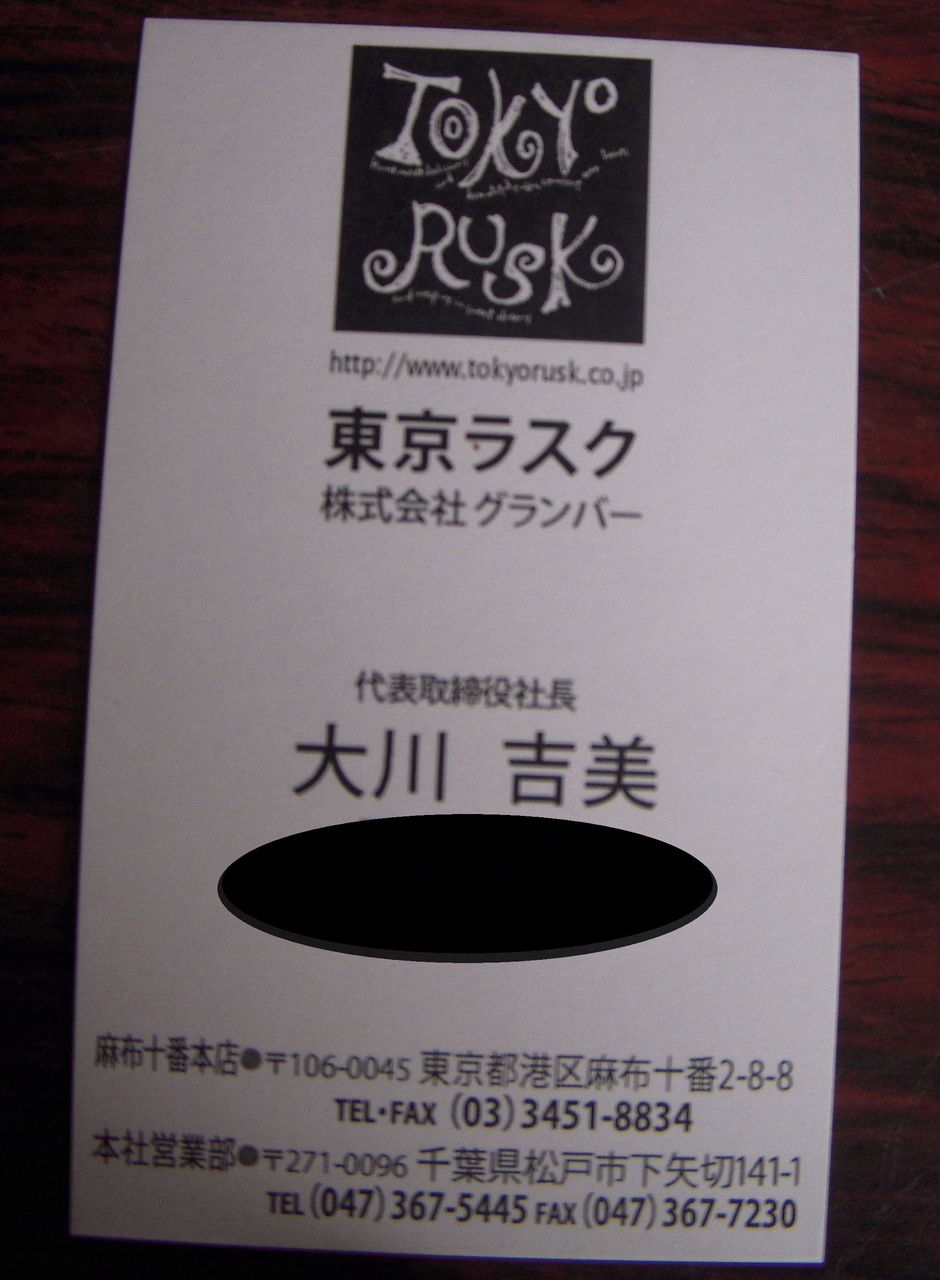 TOKYO
RUSK
http://www.tokyorusk.co.jp
東京ラスク
株式会社 グランバー
代表取締役社長
大川 吉美
麻布十番本店●〒106-0045 東京都港区麻布十番2-8-8
TEL・FAX (03)3451-8834
本社営業部●〒271-0096 千葉県松戸市下矢切141-1
TEL(047)367-5445 FAX(047)367-7230